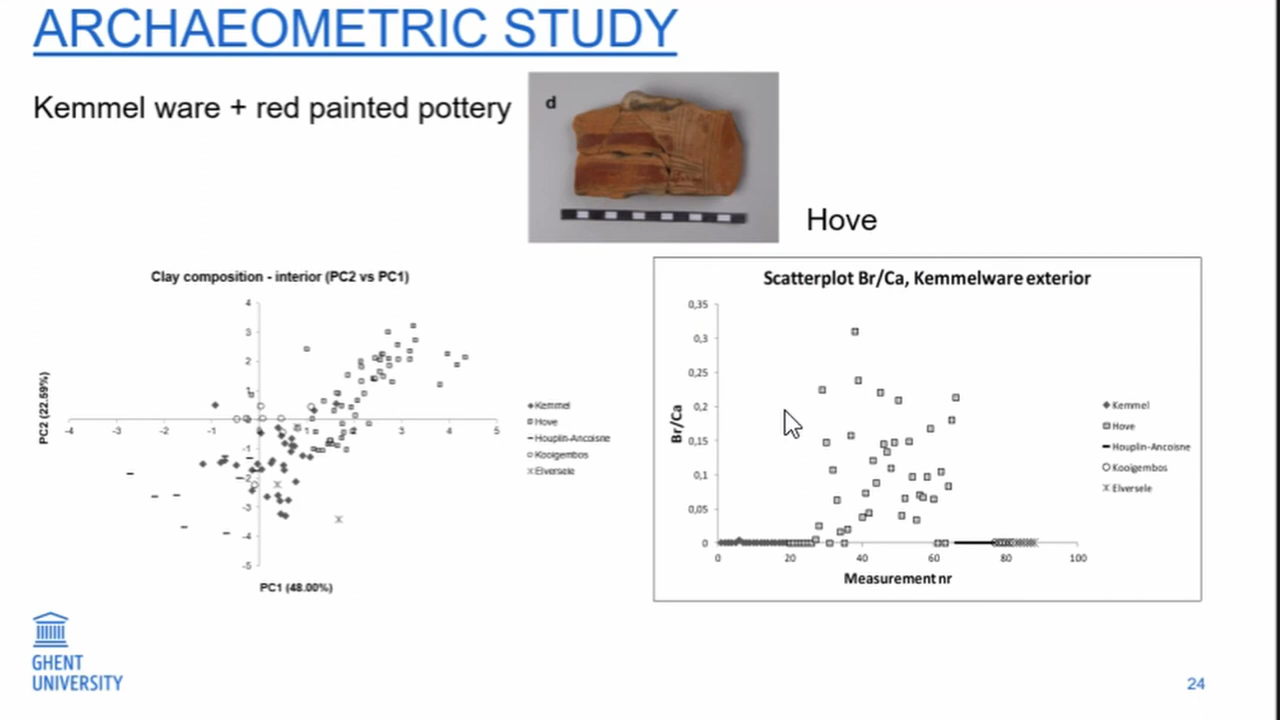 ARCHAEOMETRIC STUDY
Kemmel ware + red painted pottery
d
Hove
Clay composition - interior (PC2 vs PC1)
4
3
2
1
-4
-3
-2
-1
1
2
3
4
5
-1
-2
-3
-4
-5
PC2 (22.59%)
PC1 (48.00%)
Kemmel
Hove
Houplin-Ancoisne
Kooigembos
Elversele
Scatterplot Br/Ca, Kemmelware exterior
0,35
0,3
0,25
0,2
0,15
0,1
0,05
0
Br/Ca
0
20
40
60
80
100
Measurement nr
Kemmel
Hove
Houplin-Ancoisne
Kooigembos
Elversele
GHENT
UNIVERSITY
24